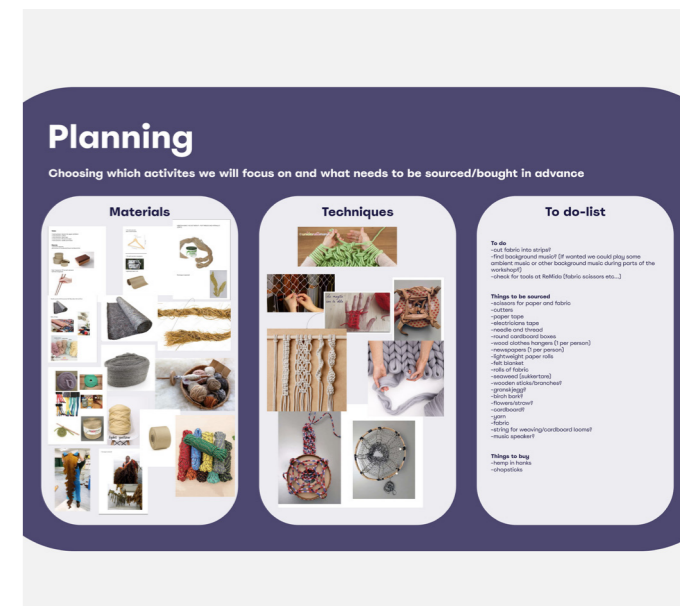 Planning
Choosing which activites we will focus on and what needs to be sourced/bought in advance
Materials
Techniques
To do-list
To do
-cut fabric into strips?
-find background music? (if wanted we could play some
ambient music or other background music during parts of the
workshop?)
-check for tools at ReMida (fabric scissors etc...)
Things to be sourced
-scissors for paper and fabric
-cutters
-paper tape
-electricians tape
-needle and thread
-round cardboard boxes
-wood clothes hangers (1 per person)
-newspapers (1 per person)
-lightweight paper rolls
-felt blanket
-rolls of fabric
-seaweed (sukkertare)
-wooden sticks/branches?
-granskjegg?
-birch bark?
-flowers/straw?
-cardboard?
-yarn
-fabric
-string for weaving/cardboard looms?
-music speaker?
Things to buy
-hemp in hanks
-chopsticks